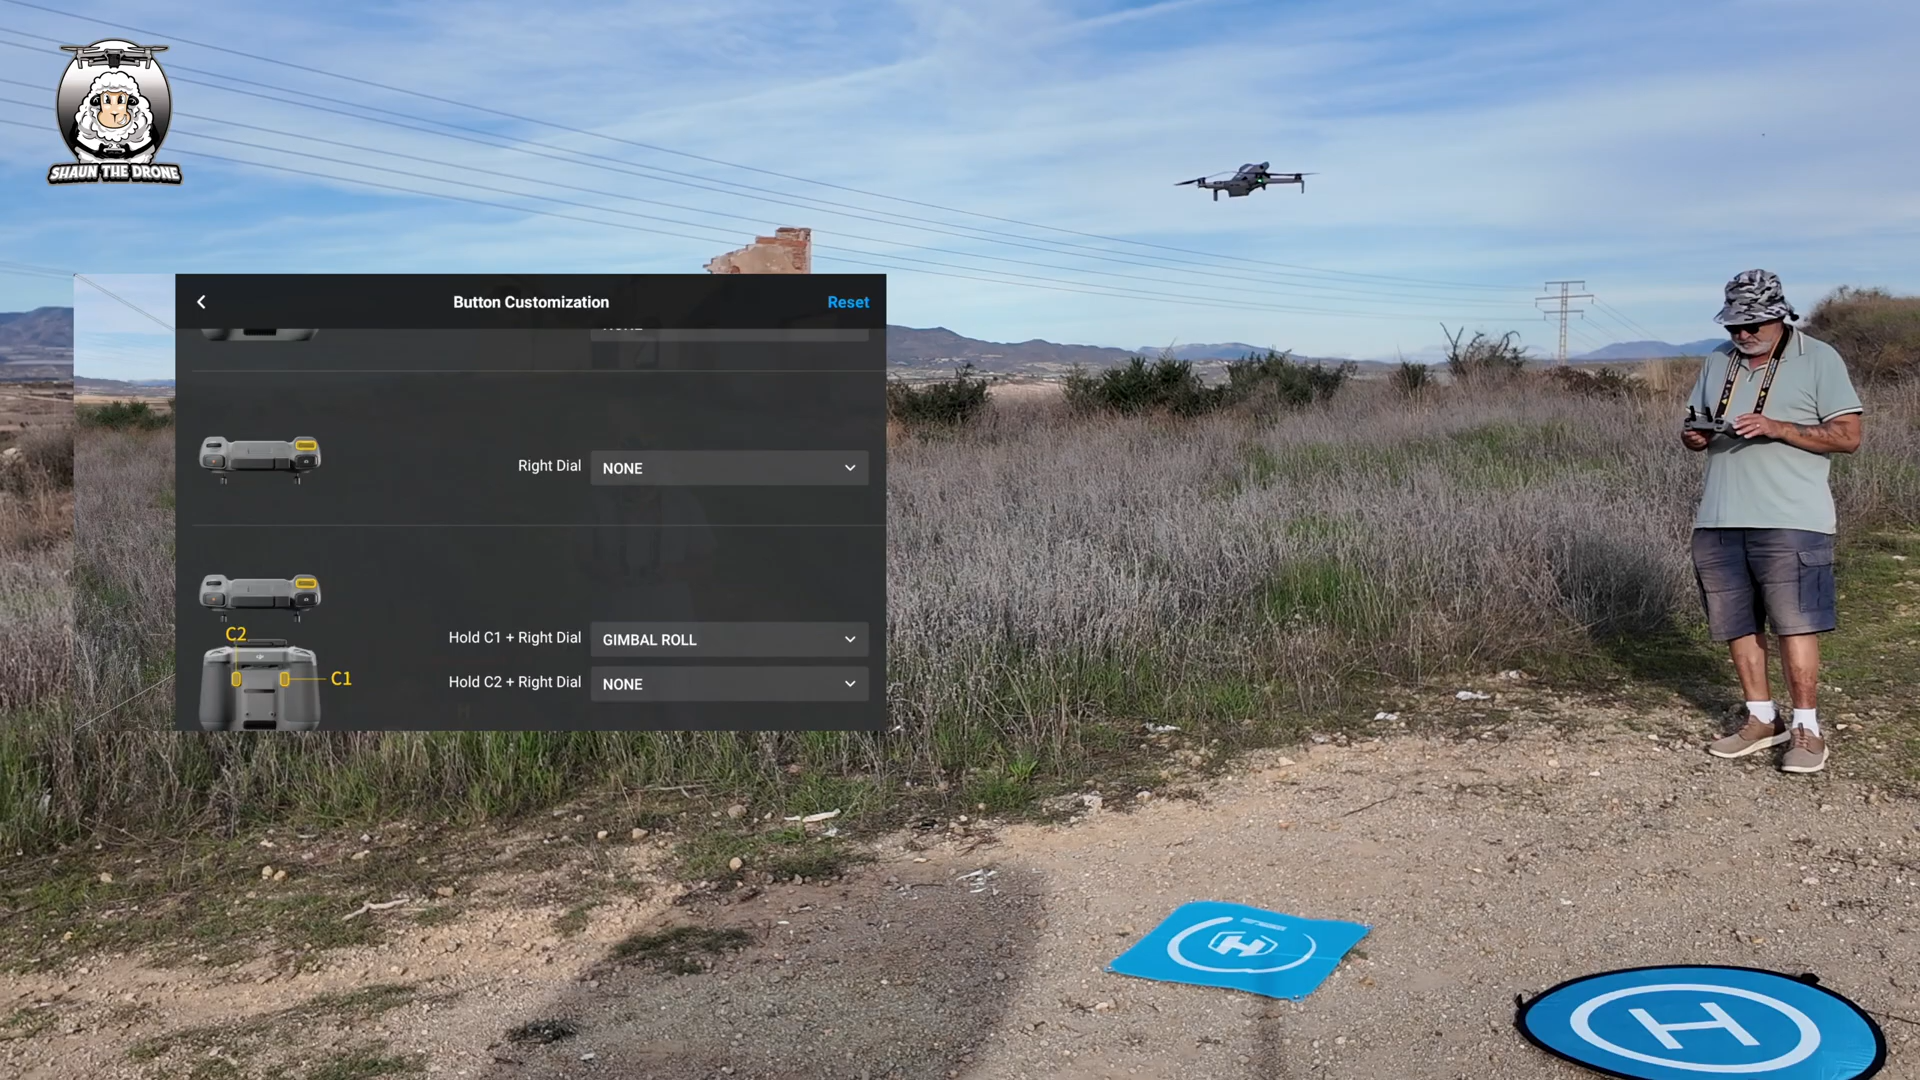 SHAUN THE DRONE
Button Customization
Reset
Right Dial
NONE
C2
C1
Hold C1 + Right Dial
GIMBAL ROLL
Hold C2 + Right Dial
NONE
H
H